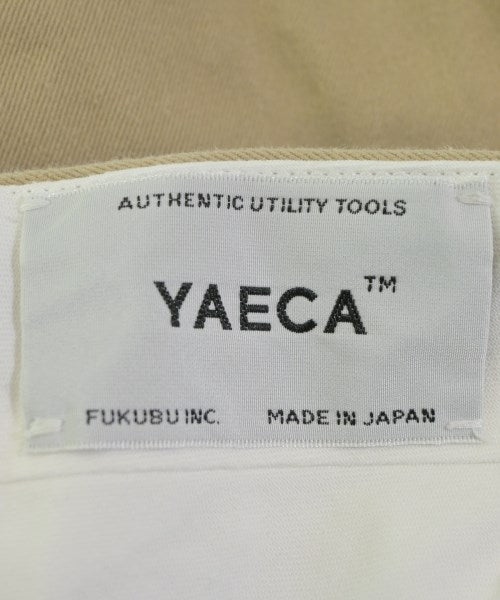 AUTHENTIC UTILITY TOOLS
YAECA™
FUKUBU INC. MADE IN JAPAN